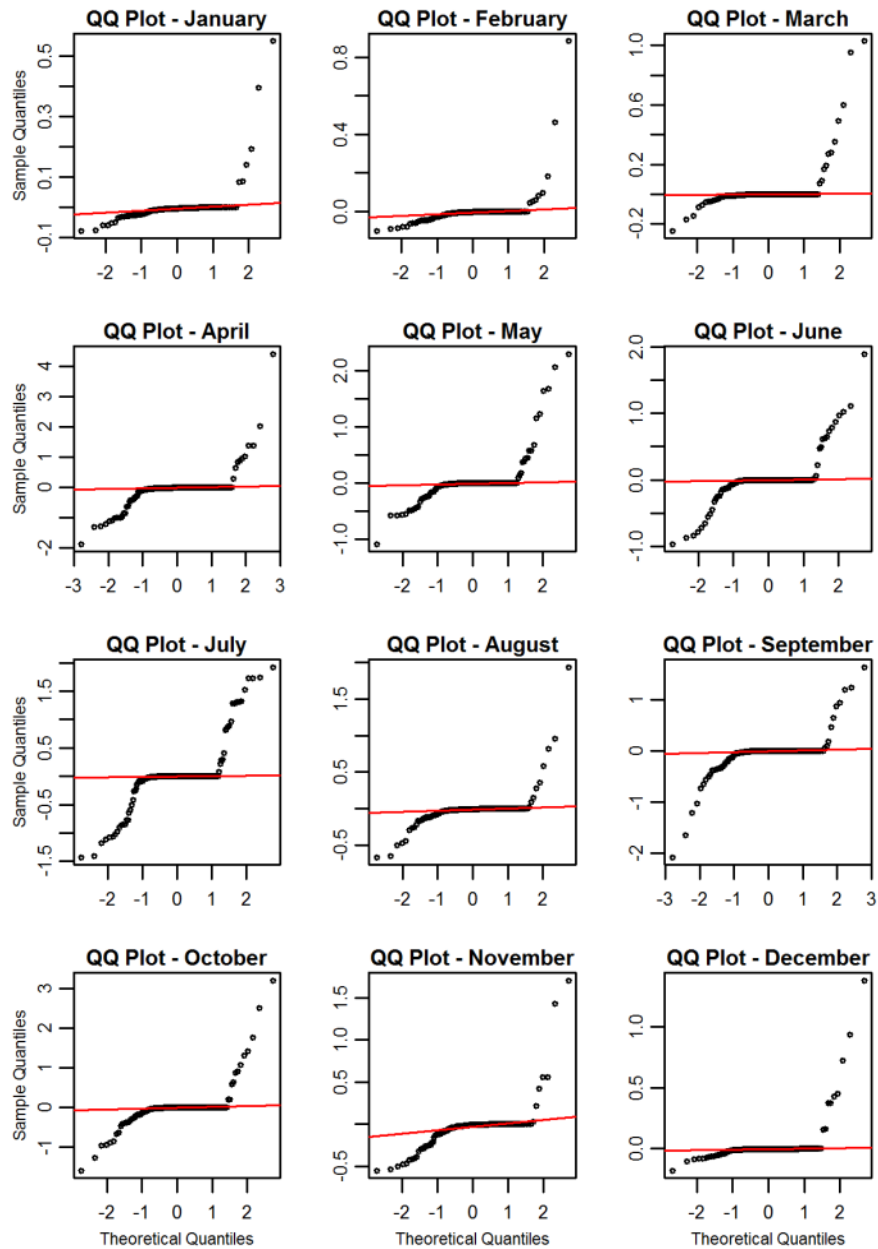 QQ Plot - January
Sample Quantiles
0.5
0.3
0.1
-0.1
-2 -1 0 1 2
QQ Plot - February
0.8
0.4
0.0
-2 -1 0 1 2
QQ Plot - March
1.0
0.6
0.2
-0.2
-2 -1 0 1 2
QQ Plot - April
Sample Quantiles
4
3
2
1
0
-2
-3 -2 -1 0 1 2 3
QQ Plot - May
2.0
1.0
0.0
-1.0
-2 -1 0 1 2
QQ Plot - June
2.0
1.0
0.0
-1.0
-2 -1 0 1 2
QQ Plot - July
Sample Quantiles
1.5
0.5
-0.5
-1.5
-2 -1 0 1 2
QQ Plot - August
1.5
0.5
-0.5
-2 -1 0 1 2
QQ Plot - September
1
0
-1
-2
-3 -2 -1 0 1 2 3
QQ Plot - October
Sample Quantiles
3
2
1
0
-1
-2 -1 0 1 2
Theoretical Quantiles
QQ Plot - November
1.5
1.0
0.5
0.0
-0.5
-2 -1 0 1 2
Theoretical Quantiles
QQ Plot - December
1.0
0.5
0.0
-2 -1 0 1 2
Theoretical Quantiles